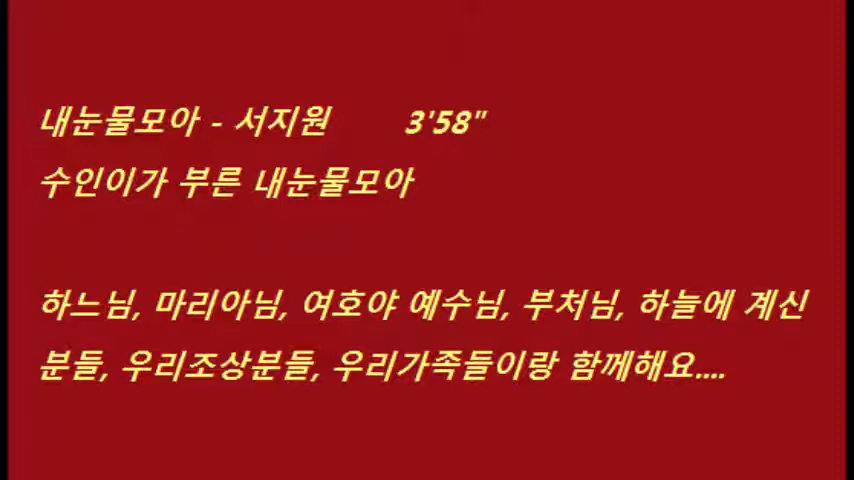 내눈물모아 - 서지원 3'58"
수인이가 부른 내눈물모아
하느님, 마리아님, 여호야 예수님, 부처님, 하늘에 계신
분들, 우리조상분들, 우리가족들이랑 함께해요....